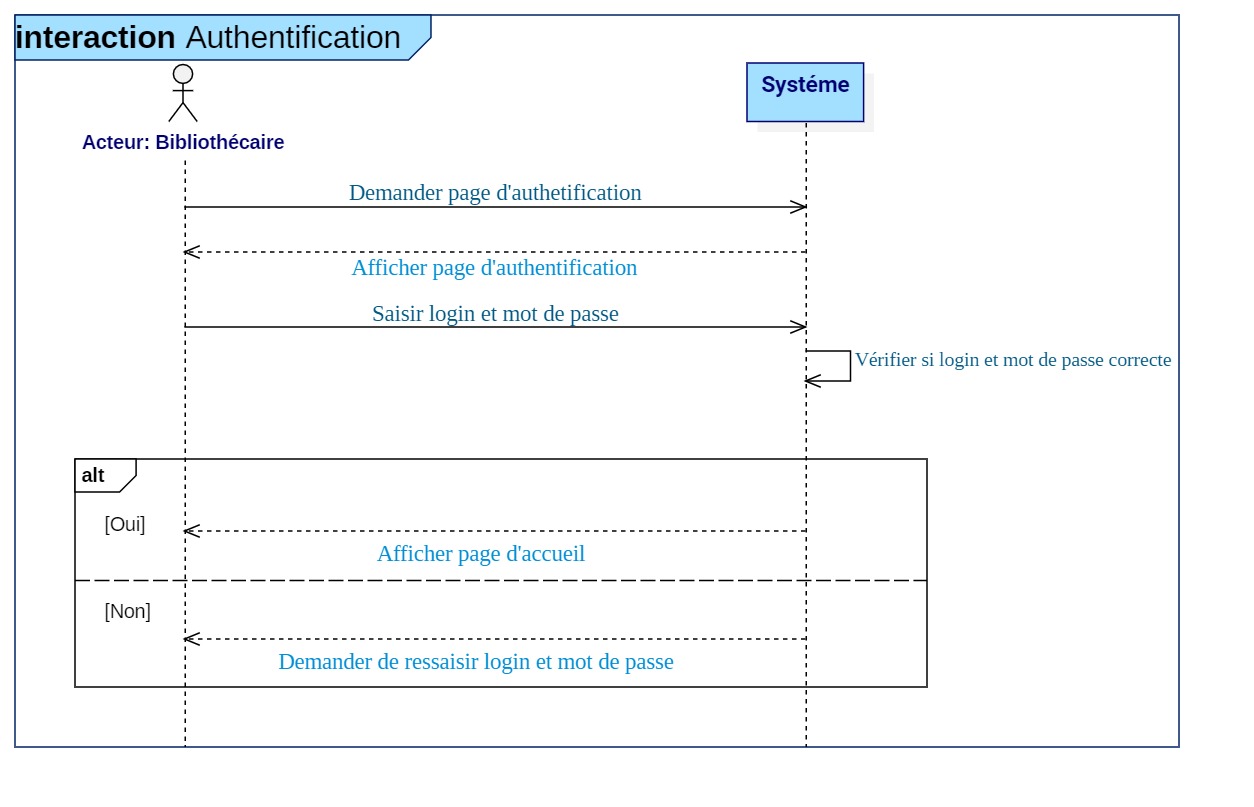 interaction Authentification
Systéme
Acteur: Bibliothécaire
Demander page d'authetification
Afficher page d'authentification
Saisir login et mot de passe
Vérifier si login et mot de passe correcte
alt
[Oui]
Afficher page d'accueil
[Non]
Demander de ressaisir login et mot de passe